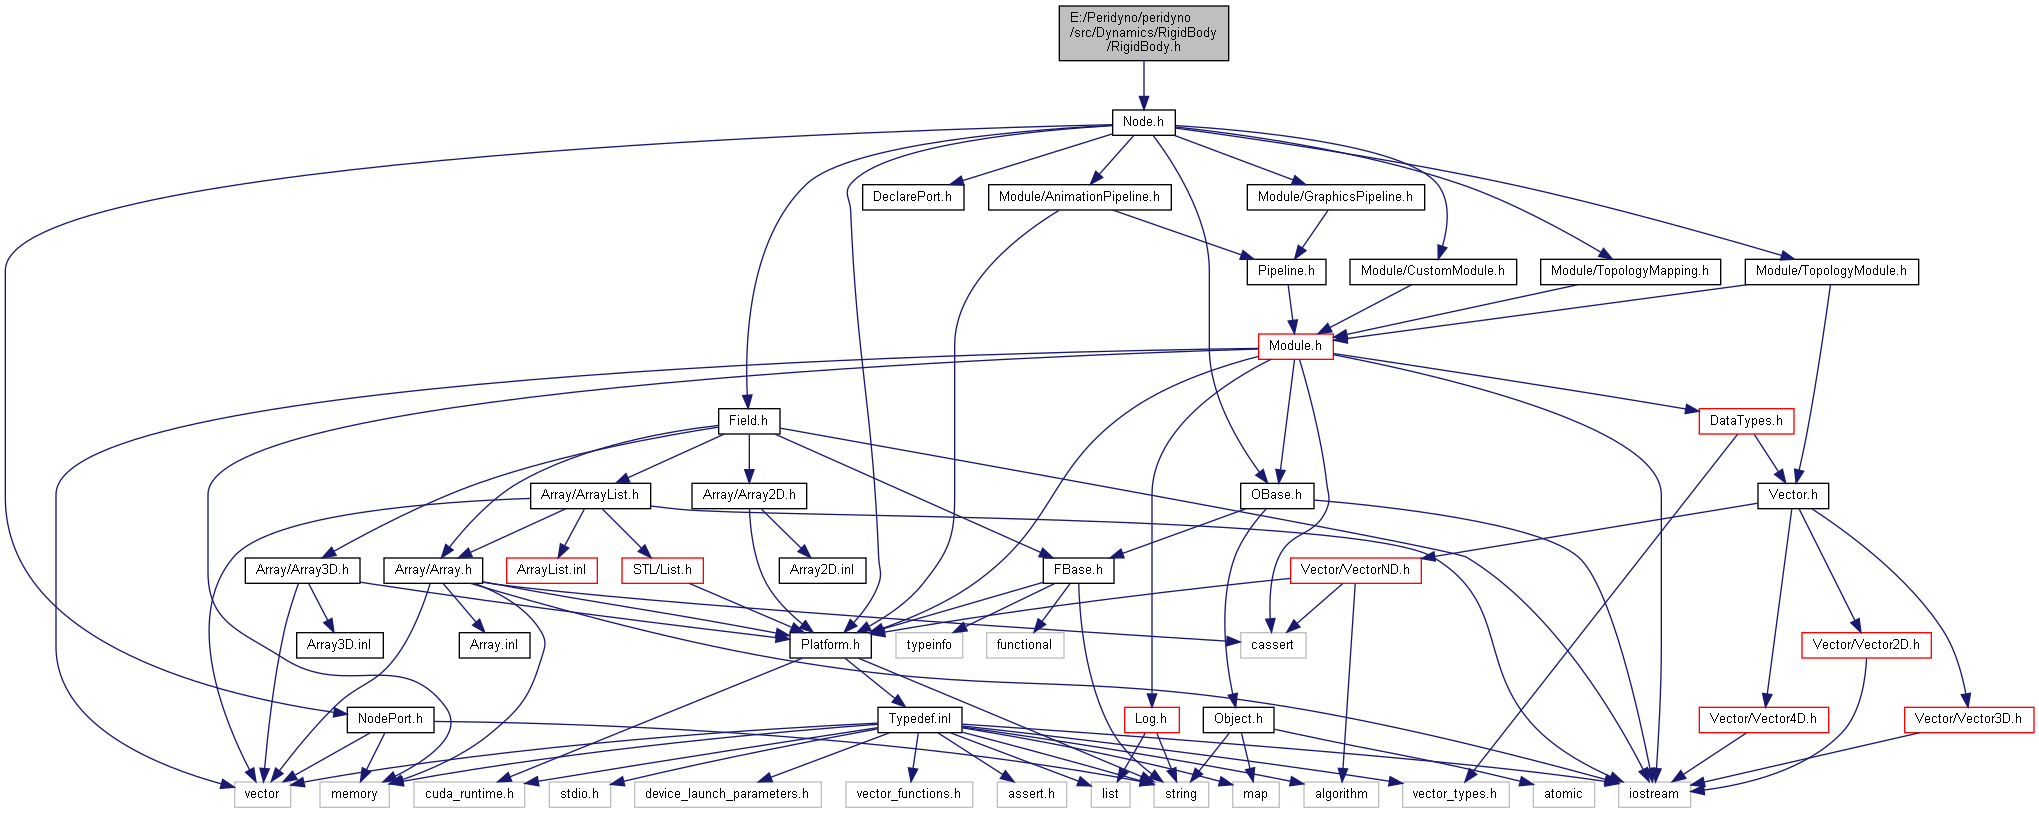 E:/Peridyno/peridyno
/src/Dynamics/RigidBody
/RigidBody.h
Node.h
DeclarePort.h
Module/AnimationPipeline.h
Module/GraphicsPipeline.h
Pipeline.h
Module/CustomModule.h
Module/TopologyMapping.h
Module/TopologyModule.h
Module.h
Field.h
DataTypes.h
Array/ArrayList.h
Array/Array2D.h
OBase.h
Vector.h
Array/Array3D.h
Array/Array.h
ArrayList.inl
STL/List.h
Array2D.inl
FBase.h
Vector/VectorND.h
Array3D.inl
Array.inl
Platform.h
typeinfo
functional
cassert
Vector/Vector2D.h
NodePort.h
Typedef.inl
Log.h
Object.h
Vector/Vector4D.h
Vector/Vector3D.h
vector
memory
cuda_runtime.h
stdio.h
device_launch_parameters.h
vector_functions.h
assert.h
list
string
map
algorithm
vector_types.h
atomic
iostream